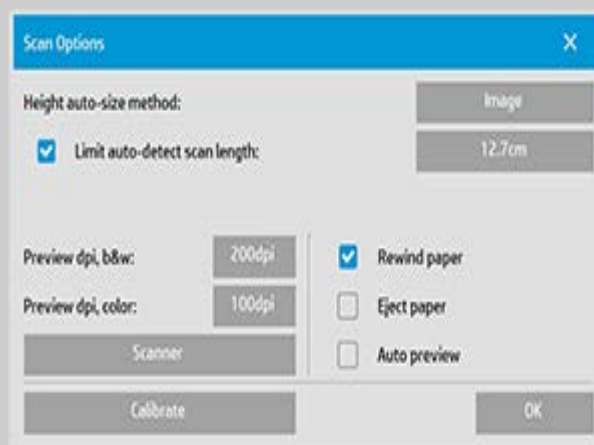 Scan Options X
Height auto-size method: Image
Limit auto-detect scan length: 12.7cm
Preview dpi, b&w: 200dpi
Rewind paper
Preview dpi, color: 100dpi
Eject paper
Scanner
Auto preview
Calibrate
OK